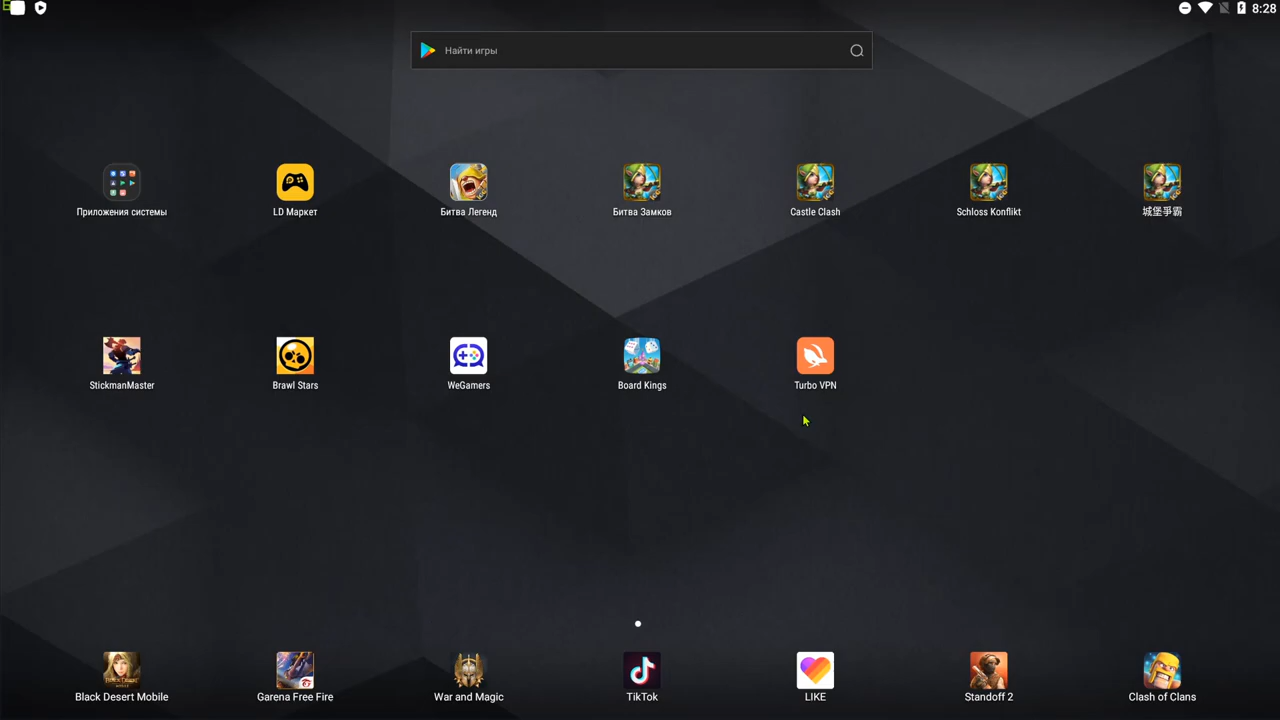 8:28
Найти игры
Приложения системы
LD Маркет
Битва Легенд
Битва Замков
Castle Clash
Schloss Konflikt
城堡爭霸
StickmanMaster
Brawl Stars
WeGamers
Board Kings
Turbo VPN
Black Desert Mobile
Garena Free Fire
War and Magic
TikTok
LIKE
Standoff 2
Clash of Clans